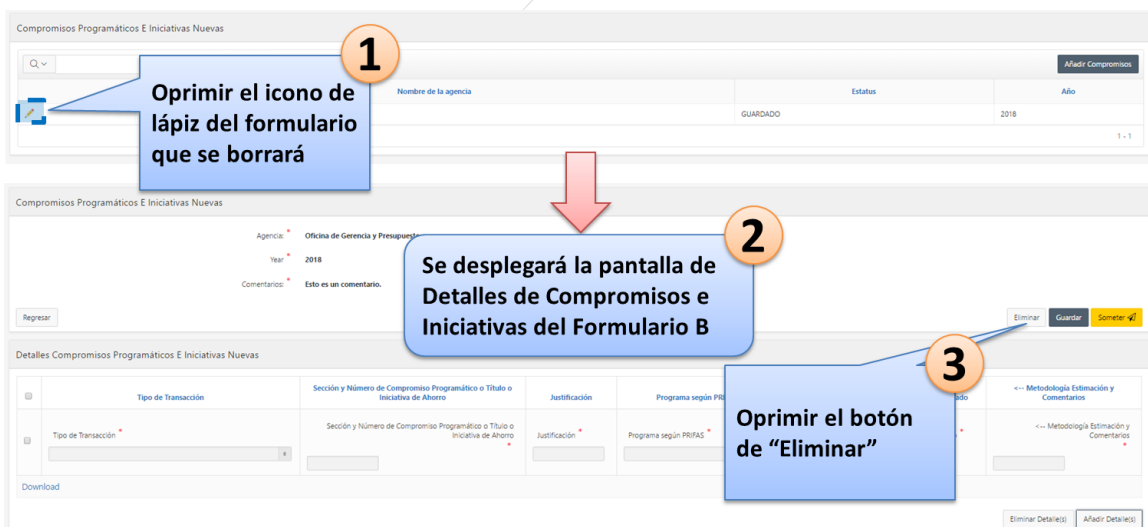 Compromisos Programáticos E Iniciativas Nuevas
1
Oprimir el icono de
lápiz del formulario
que se borrará
Añadir Compromisos
Nombre de la agencia
Estatus
Año
GUARDADO
2018
1 - 1
Compromisos Programáticos E Iniciativas Nuevas
Agencia: * Oficina de Gerencia y Presupuesto
Year * 2018
Comentarios: * Esto es un comentario.
2
Se desplegará la pantalla de
Detalles de Compromisos e
Iniciativas del Formulario B
Regresar
Eliminar
Guardar
Someter
3
Oprimir el botón
de “Eliminar”
Detalles Compromisos Programáticos E Iniciativas Nuevas
Tipo de Transacción
Sección y Número de Compromiso Programático o Título o
Iniciativa de Ahorro
Justificación
Programa según
<-- Metodología Estimación y
Comentarios
Tipo de Transacción *
Sección y Número de Compromiso Programático o Título o
Iniciativa de Ahorro
*
Justificación *
Programa según PRIFAS *
*
<-- Metodología Estimación y
Comentarios
*
Download
Eliminar Detalle(s)
Añadir Detalle(s)